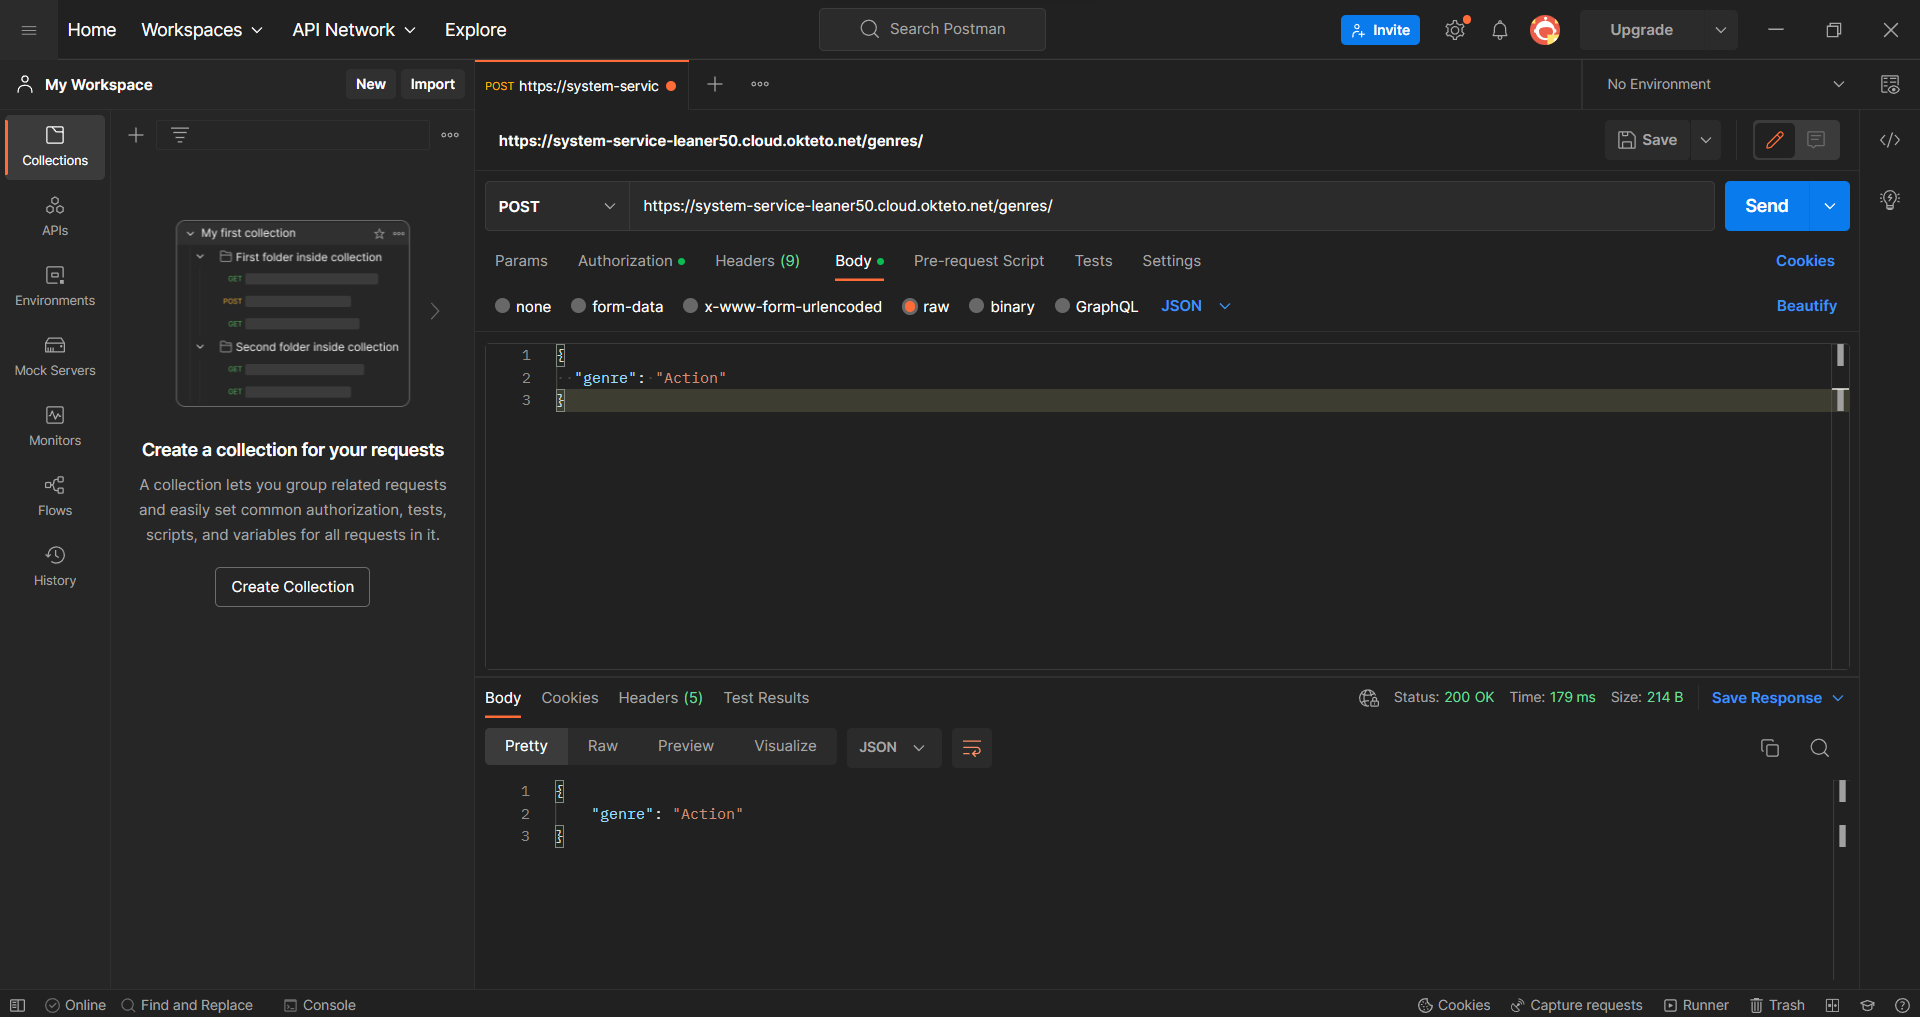 Home Workspaces API Network Explore Search Postman Invite Upgrade
My Workspace New Import POST https://system-servic No Environment
Collections
APIs
Environments
Mock Servers
Monitors
Flows
History
My first collection
First folder inside collection
GET
POST
GET
Second folder inside collection
GET
GET
Create a collection for your requests
A collection lets you group related requests
and easily set common authorization, tests,
scripts, and variables for all requests in it.
Create Collection
https://system-service-leaner50.cloud.okteto.net/genres/ Save
POST https://system-service-leaner50.cloud.okteto.net/genres/ Send
Params Authorization Headers (9) Body Pre-request Script Tests Settings Cookies
none form-data x-www-form-urlencoded raw binary GraphQL JSON Beautify
1 {
2 "genre": "Action"
3 }
Body Cookies Headers (5) Test Results Status: 200 OK Time: 179 ms Size: 214 B Save Response
Pretty Raw Preview Visualize JSON
1 {
2 "genre": "Action"
3 }
Online Find and Replace Console Cookies Capture requests Runner Trash